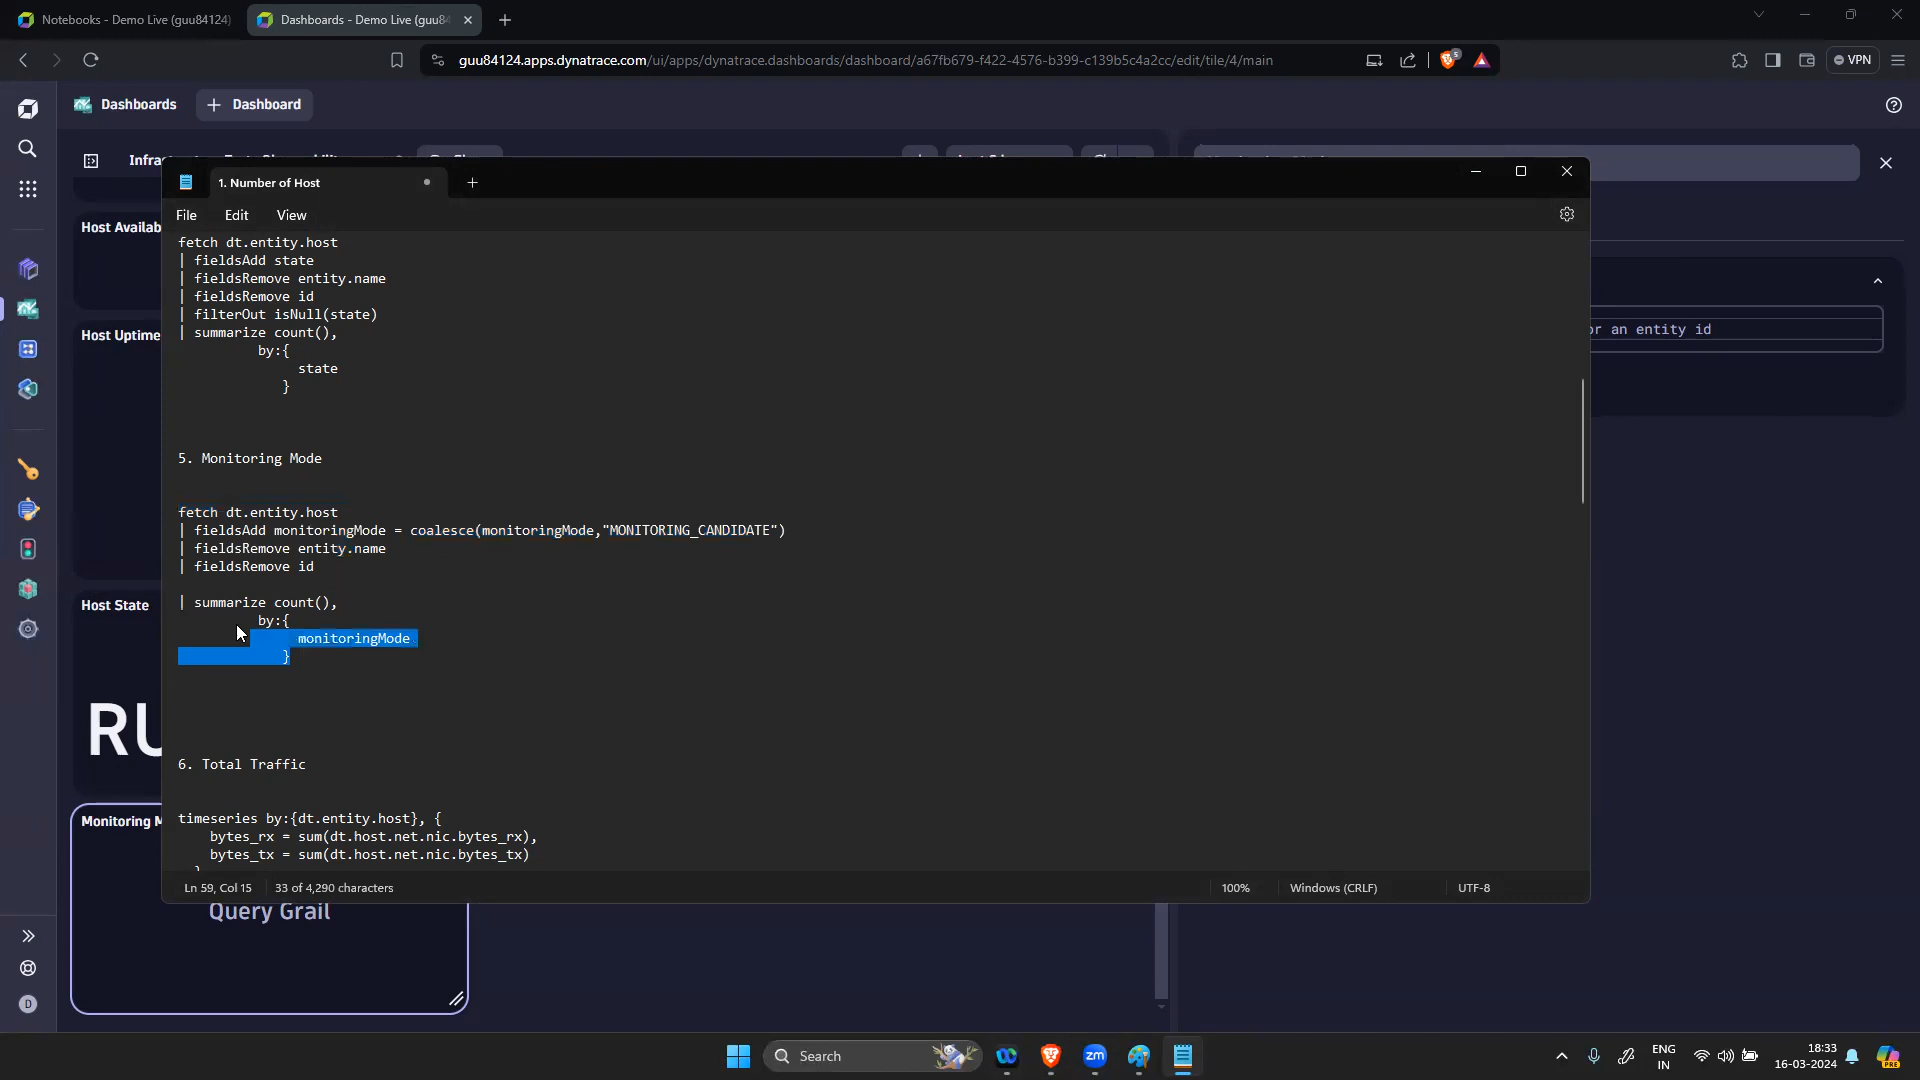 Notebooks - Demo Live (guu84124)
Dashboards - Demo Live (guu84
guu84124.apps.dynatrace.com/ui/apps/dynatrace.dashboards/dashboard/a67fb679-f422-4576-b399-c139b5c4a2cc/edit/tile/4/main
5
VPN
Dashboards
Dashboard
Infra
1. Number of Host
File
Edit
View
Host Availab
fetch dt.entity.host
| fieldsAdd state
| fieldsRemove entity.name
| fieldsRemove id
| filterOut isNull(state)
| summarize count(),
by:{
state
}
or an entity id
Host Uptime
5. Monitoring Mode
fetch dt.entity.host
| fieldsAdd monitoringMode = coalesce(monitoringMode,"MONITORING_CANDIDATE")
| fieldsRemove entity.name
| fieldsRemove id
| summarize count(),
by:{
monitoringMode
}
Host State
RU
6. Total Traffic
timeseries by:{dt.entity.host}, {
bytes_rx = sum(dt.host.net.nic.bytes_rx),
bytes_tx = sum(dt.host.net.nic.bytes_tx)
Monitoring M
Ln 59, Col 15
33 of 4,290 characters
100%
Windows (CRLF)
UTF-8
Query Grail
D
Search
zm
ENG
IN
18:33
16-03-2024
PRE